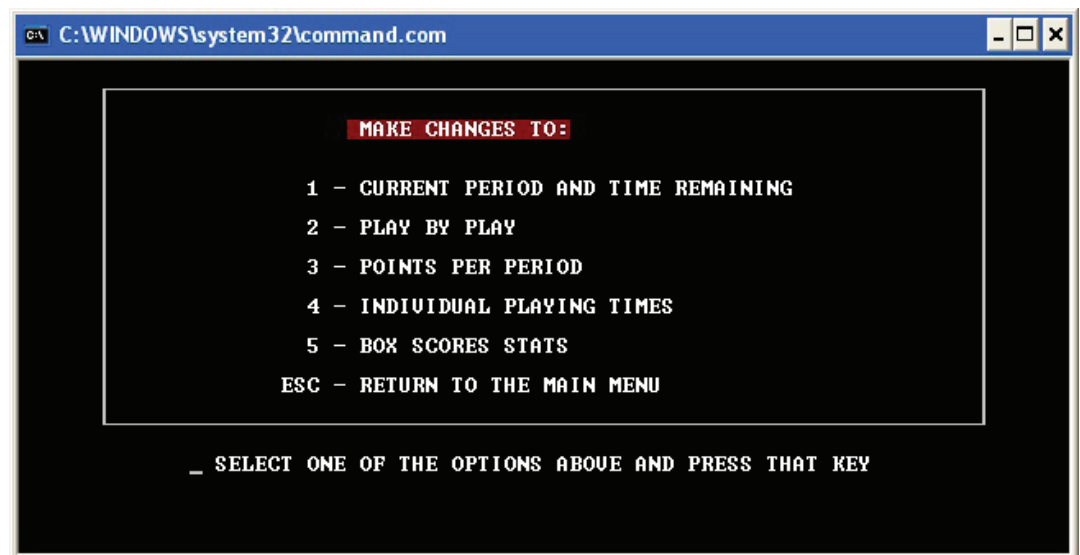 C:\WINDOWS\system32\command.com
MAKE CHANGES TO:
1 - CURRENT PERIOD AND TIME REMAINING
2 - PLAY BY PLAY
3 - POINTS PER PERIOD
4 - INDIVIDUAL PLAYING TIMES
5 - BOX SCORES STATS
ESC - RETURN TO THE MAIN MENU
_ SELECT ONE OF THE OPTIONS ABOVE AND PRESS THAT KEY